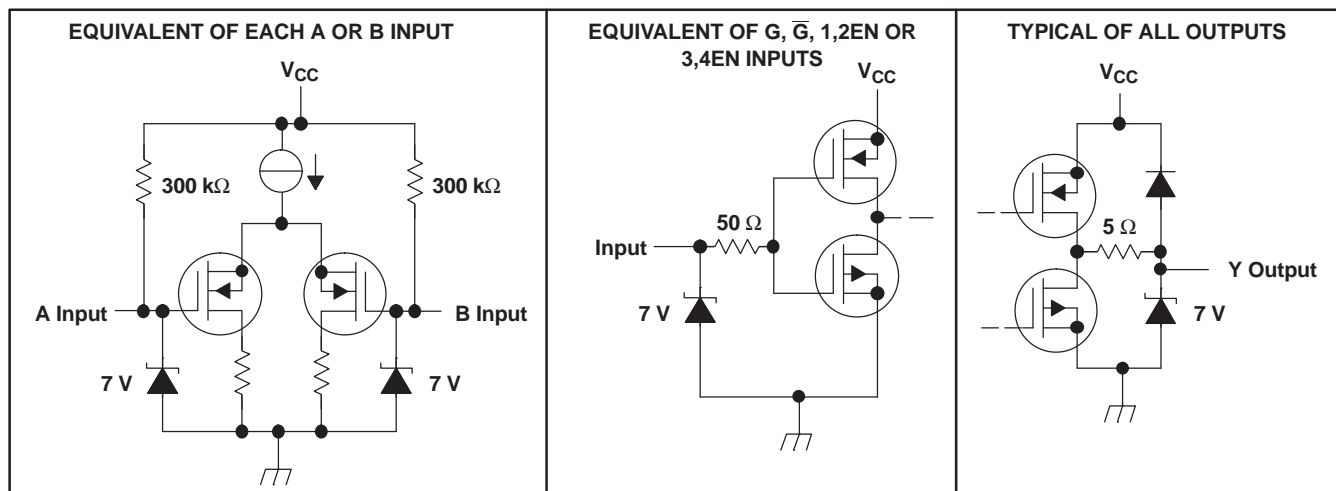 EQUIVALENT OF EACH A OR B INPUT
VCC
300 kΩ
300 kΩ
A Input
B Input
7 V
7 V
EQUIVALENT OF G, G̅, 1,2EN OR
3,4EN INPUTS
VCC
50 Ω
Input
7 V
TYPICAL OF ALL OUTPUTS
VCC
5 Ω
Y Output
7 V